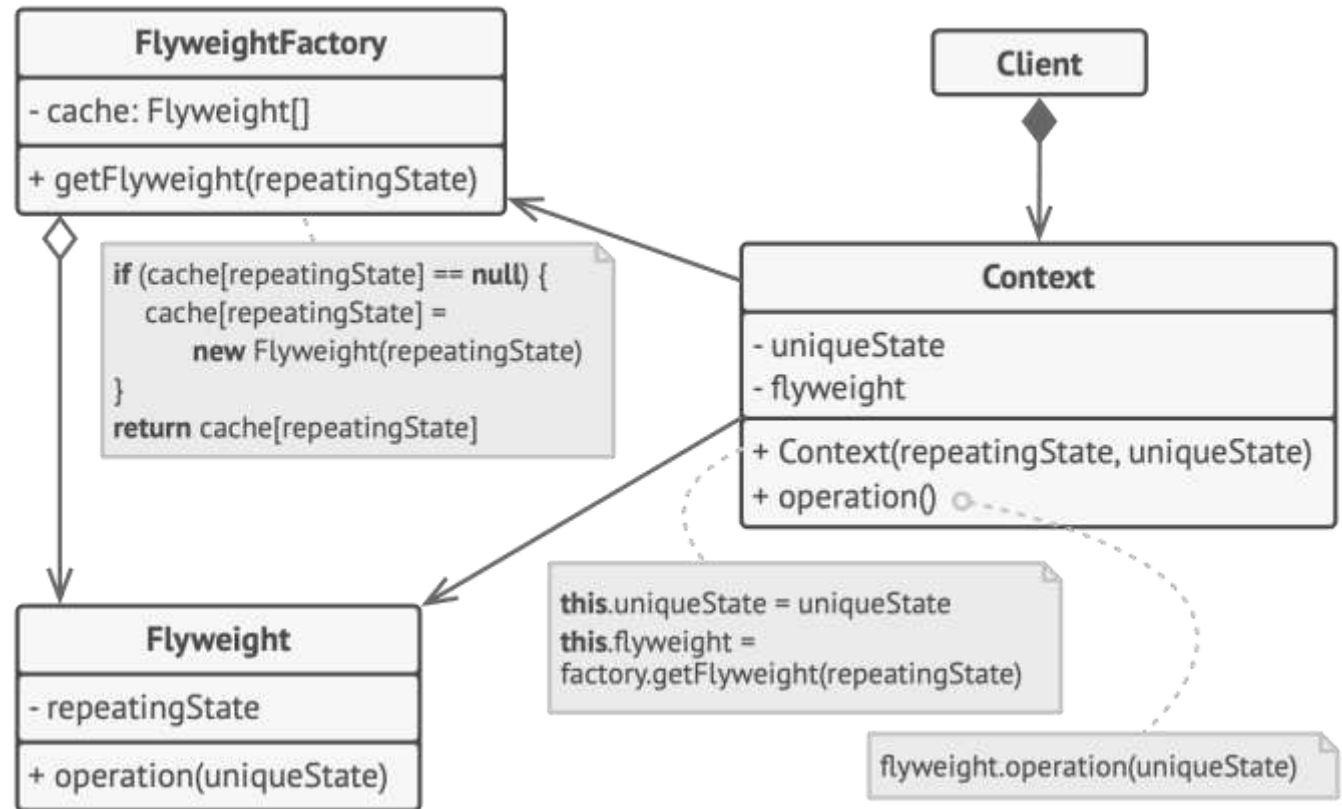 FlyweightFactory
- cache: Flyweight[]
+ getFlyweight(repeatingState)
if (cache[repeatingState] == null) {
cache[repeatingState] =
new Flyweight(repeatingState)
}
return cache[repeatingState]
Client
Context
- uniqueState
- flyweight
+ Context(repeatingState, uniqueState)
+ operation()
this.uniqueState = uniqueState
this.flyweight =
factory.getFlyweight(repeatingState)
flyweight.operation(uniqueState)
Flyweight
- repeatingState
+ operation(uniqueState)